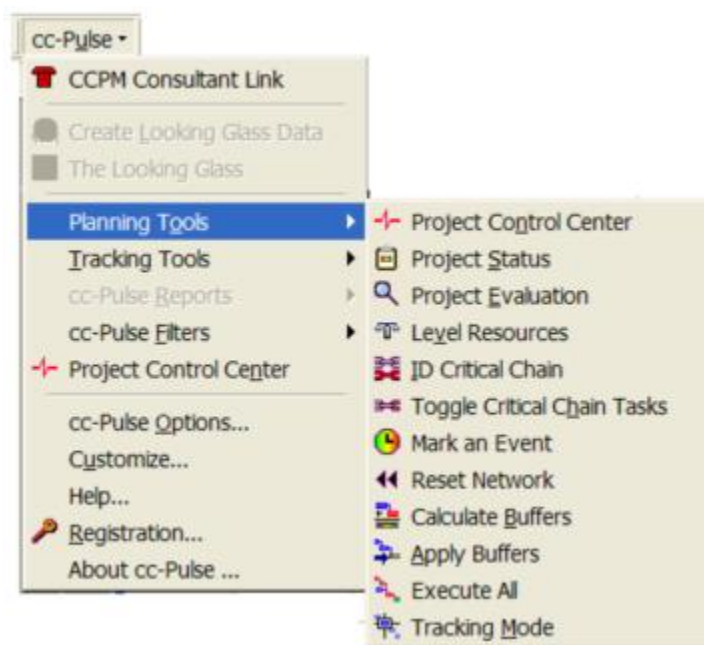 cc-Pulse
CCPM Consultant Link
Create Looking Glass Data
The Looking Glass
Planning Tools
Tracking Tools
cc-Pulse Reports
cc-Pulse Filters
Project Control Center
cc-Pulse Options...
Customize...
Help...
Registration...
About cc-Pulse ...
Project Control Center
Project Status
Project Evaluation
Level Resources
ID Critical Chain
Toggle Critical Chain Tasks
Mark an Event
Reset Network
Calculate Buffers
Apply Buffers
Execute All
Tracking Mode